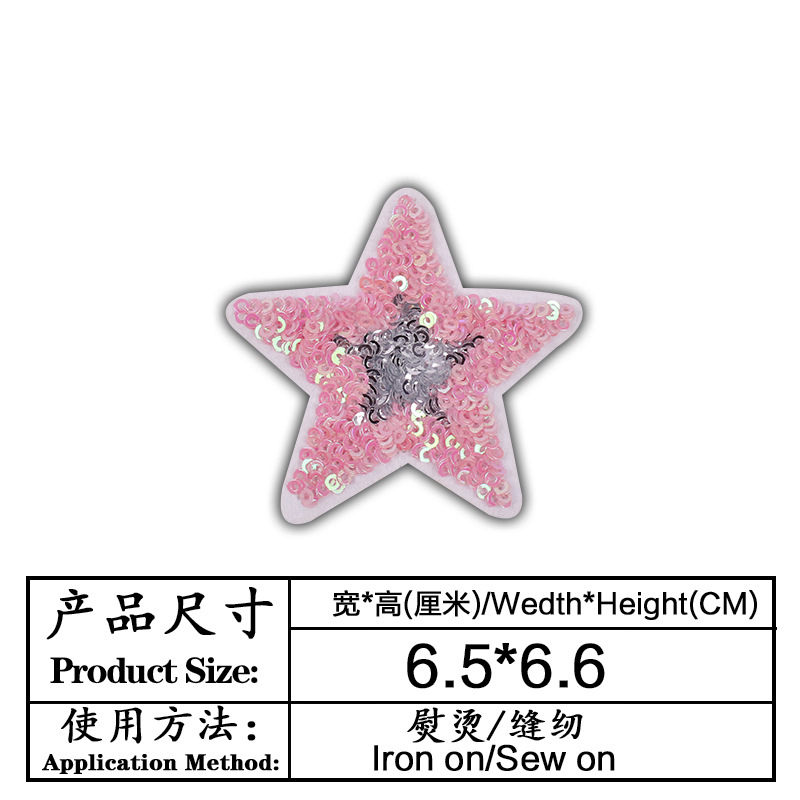 产品尺寸
Product Size:
宽*高(厘米)/Wedth*Height(CM)
6.5*6.6
使用方法：
Application Method:
熨烫/缝纫
Iron on/Sew on